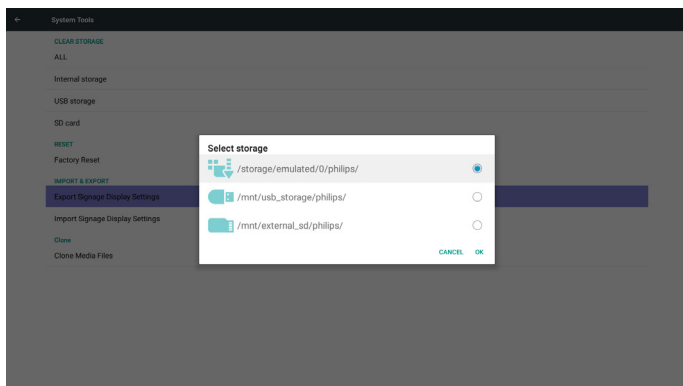 System Tools
CLEAR STORAGE
ALL
Internal storage
USB storage
SD card
RESET
Factory Reset
IMPORT & EXPORT
Export Signage Display Settings
Import Signage Display Settings
Clone
Clone Media Files
Select storage
/storage/emulated/0/philips/
/mnt/usb_storage/philips/
/mnt/external_sd/philips/
CANCEL OK